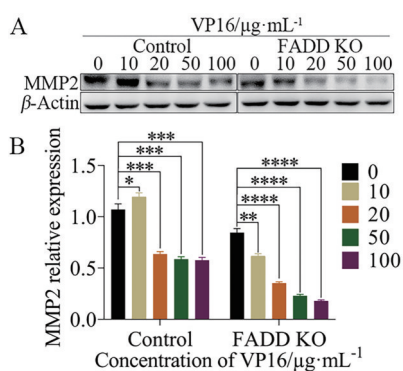 A
VP16/μg·mL-1
Control FADD KO
0 10 20 50 100 0 10 20 50 100
MMP2
β-Actin
B
MMP2 relative expression
1.5
1.0
0.5
0.0
***
***
***
*
****
****
****
**
0
10
20
50
100
Control FADD KO
Concentration of VP16/μg·mL-1